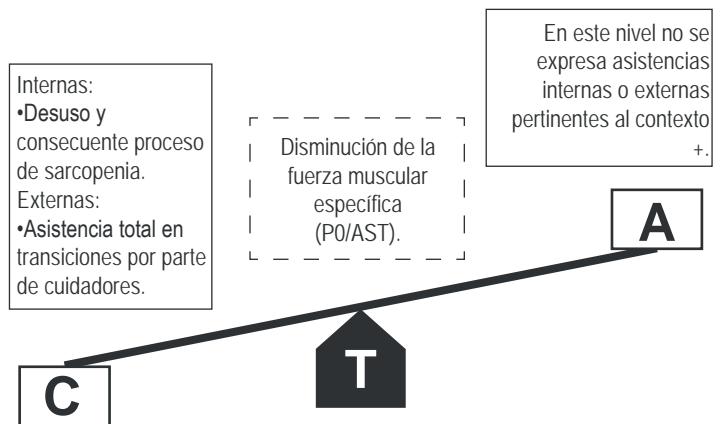 Internas:
•Desuso y
consecuente proceso
de sarcopenia.
Externas:
•Asistencia total en
transiciones por parte
de cuidadores.
Disminución de la
fuerza muscular
específica
(P0/AST).
En este nivel no se
expresa asistencias
internas o externas
pertinentes al contexto
+.
A
T
C